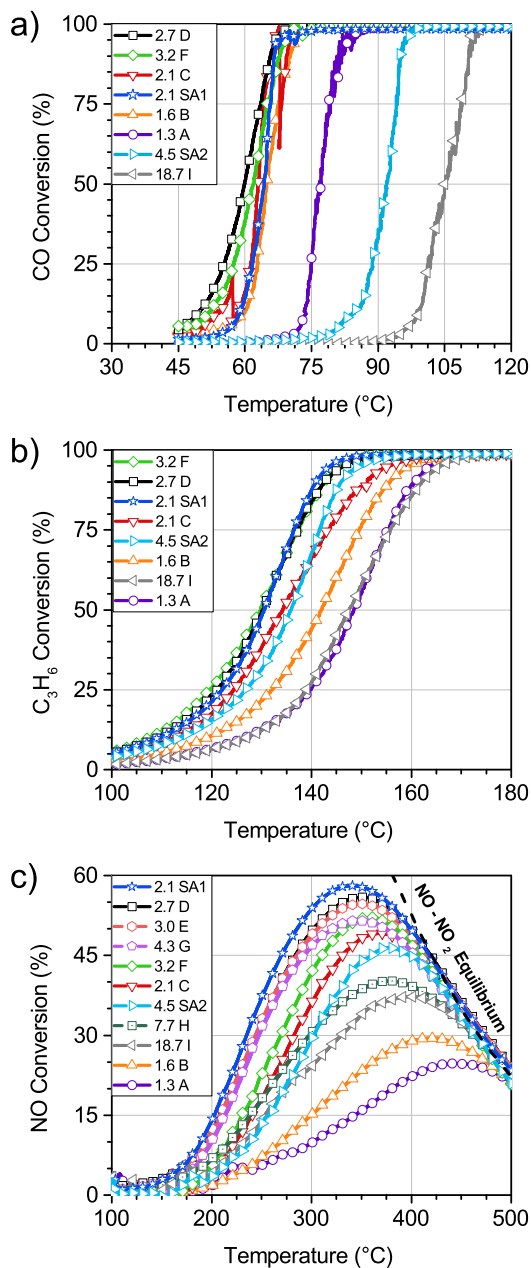 a)
2.7 D
3.2 F
2.1 C
2.1 SA1
1.6 B
1.3 A
4.5 SA2
18.7 I
CO Conversion (%)
100
75
50
25
0
30 45 60 75 90 105 120
Temperature (°C)
b)
3.2 F
2.7 D
2.1 SA1
2.1 C
4.5 SA2
1.6 B
18.7 I
1.3 A
C₃H₆ Conversion (%)
100
75
50
25
0
100 120 140 160 180
Temperature (°C)
c)
2.1 SA1
2.7 D
3.0 E
4.3 G
3.2 F
2.1 C
4.5 SA2
7.7 H
18.7 I
1.6 B
1.3 A
NO - NO₂ Equilibrium
NO Conversion (%)
60
45
30
15
0
100 200 300 400 500
Temperature (°C)